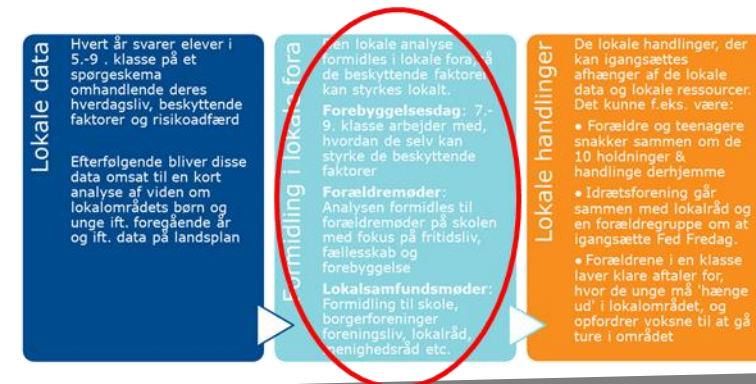 Lokale data
Hvert år svarer elever i
5.-9 . klasse på et
spørgeskema
omhandlende deres
hverdagsliv, beskyttende
faktorer og risikoadfærd
Efterfølgende bliver disse
data omsat til en kort
analyse af viden om
lokalområdets børn og
unge ift. foregående år
og ift. data på landsplan
Formidling i lokale fora
Den lokale analyse
formidles i lokale fora, så
de beskyttende faktorer
kan styrkes lokalt.
Forebyggelsesdag: 7.-
9. klasse arbejder med,
hvordan de selv kan
styrke de beskyttende
faktorer
Forældremøder:
Analysen formidles til
forældremøder på skolen
med fokus på fritidsliv,
fællesskab og
forebyggelse
Lokalsamfundsmøder:
Formidling til skole,
borgerforeninger
foreningsliv, lokalråd,
menighedsråd etc.
Lokale handlinger
De lokale handlinger, der
kan igangsættes
afhænger af de lokale
data og lokale ressourcer.
Det kunne f.eks. være:
• Forældre og teenagere
snakker sammen om de
10 holdninger &
handlinge derhjemme
• Idrætsforening går
sammen med lokalråd og
en forældregruppe om at
igangsætte Fed Fredag.
• Forældrene i en klasse
laver klare aftaler for,
hvor de unge må 'hænge
ud' i lokalområdet, og
opfordrer voksne til at gå
ture i området